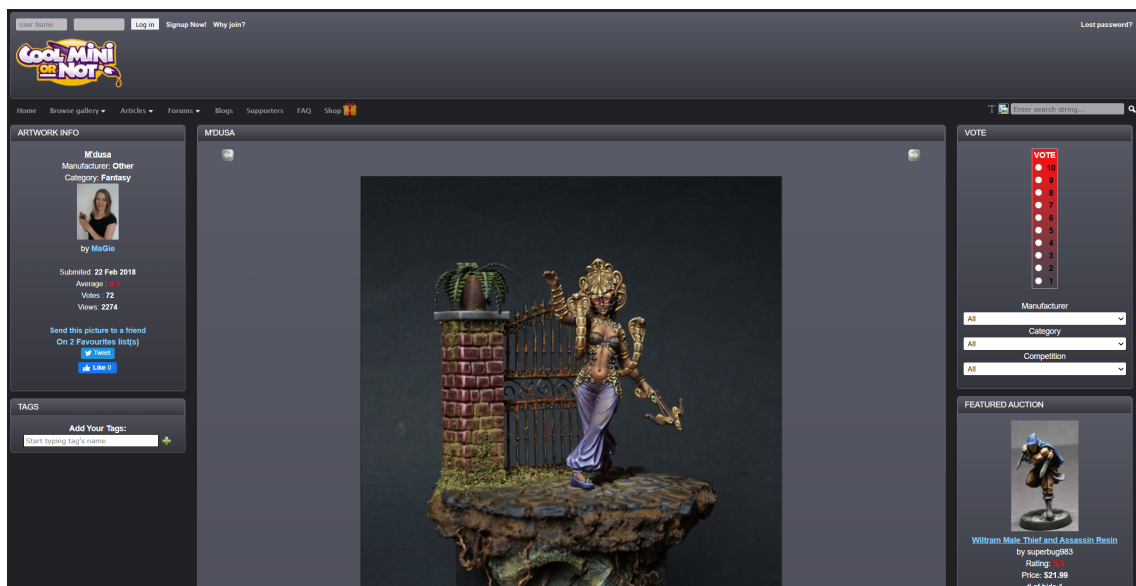 User Name
Log in
Signup Now!
Why join?
Lost password?
COOL MINI
OR NOT
Home
Browse gallery
Articles
Forums
Blogs
Supporters
FAQ
Shop
T
Enter search string...
ARTWORK INFO
M'dusa
Manufacturer: Other
Category: Fantasy
by MaGie
Submited: 22 Feb 2018
Average :
Votes : 72
Views: 2274
Send this picture to a friend
On 2 Favourites list(s)
Tweet
Like 0
TAGS
Add Your Tags:
Start typing tag's name
M'DUSA
VOTE
VOTE
10
9
8
7
6
5
4
3
2
1
Manufacturer
All
Category
All
Competition
All
FEATURED AUCTION
Wiltram Male Thief and Assassin Resin
by superbug983
Rating:
Price: $21.99